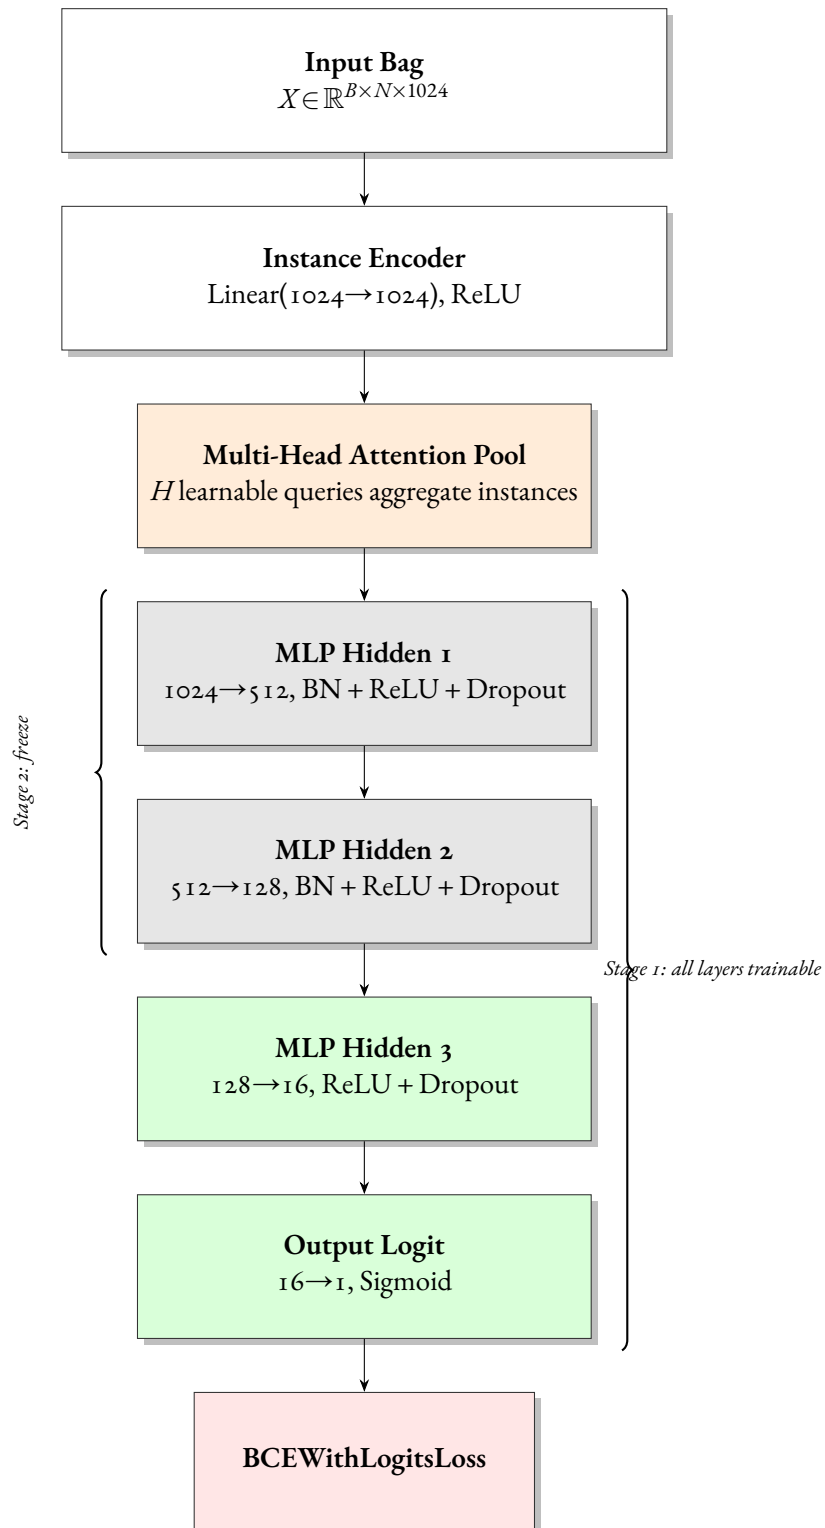 Input Bag
X ∈ ℝ^{B×N×1024}
Instance Encoder
Linear(1024→1024), ReLU
Multi-Head Attention Pool
H learnable queries aggregate instances
MLP Hidden 1
1024→512, BN + ReLU + Dropout
Stage 2: freeze
MLP Hidden 2
512→128, BN + ReLU + Dropout
Stage 1: all layers trainable
MLP Hidden 3
128→16, ReLU + Dropout
Output Logit
16→1, Sigmoid
BCEWithLogitsLoss